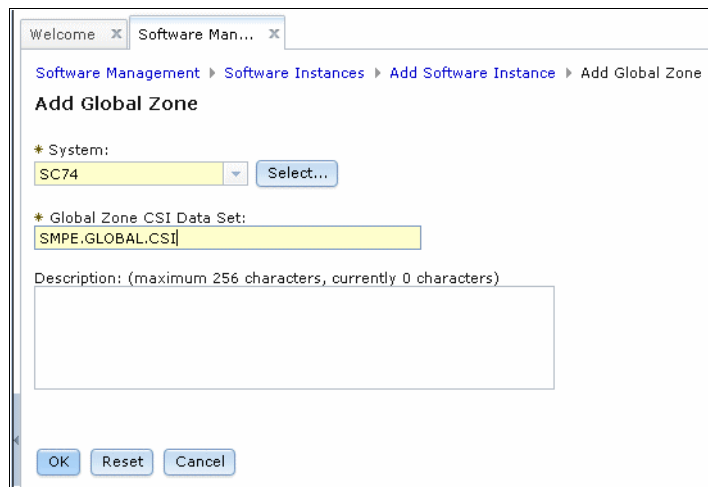 Welcome X Software Man... X
Software Management ▸ Software Instances ▸ Add Software Instance ▸ Add Global Zone
Add Global Zone
* System:
SC74 Select...
* Global Zone CSI Data Set:
SMPE.GLOBAL.CSI
Description: (maximum 256 characters, currently 0 characters)
OK Reset Cancel